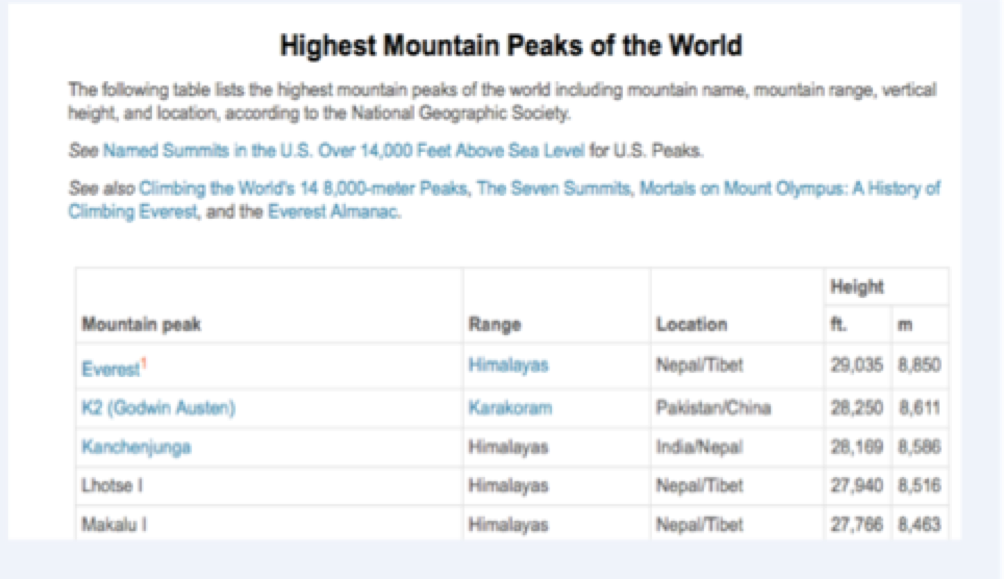 Highest Mountain Peaks of the World
The following table lists the highest mountain peaks of the world including mountain name, mountain range, vertical
height, and location, according to the National Geographic Society.
See Named Summits in the U.S. Over 14,000 Feet Above Sea Level for U.S. Peaks.
See also Climbing the World's 14 8,000-meter Peaks, The Seven Summits, Mortals on Mount Olympus: A History of
Climbing Everest, and the Everest Almanac.
Height
Mountain peak Range Location ft. m
Everest1 Himalayas Nepal/Tibet 29,035 8,850
K2 (Godwin Austen) Karakoram Pakistan/China 28,250 8,611
Kanchenjunga Himalayas India/Nepal 28,169 8,586
Lhotse I Himalayas Nepal/Tibet 27,940 8,516
Makalu I Himalayas Nepal/Tibet 27,766 8,463